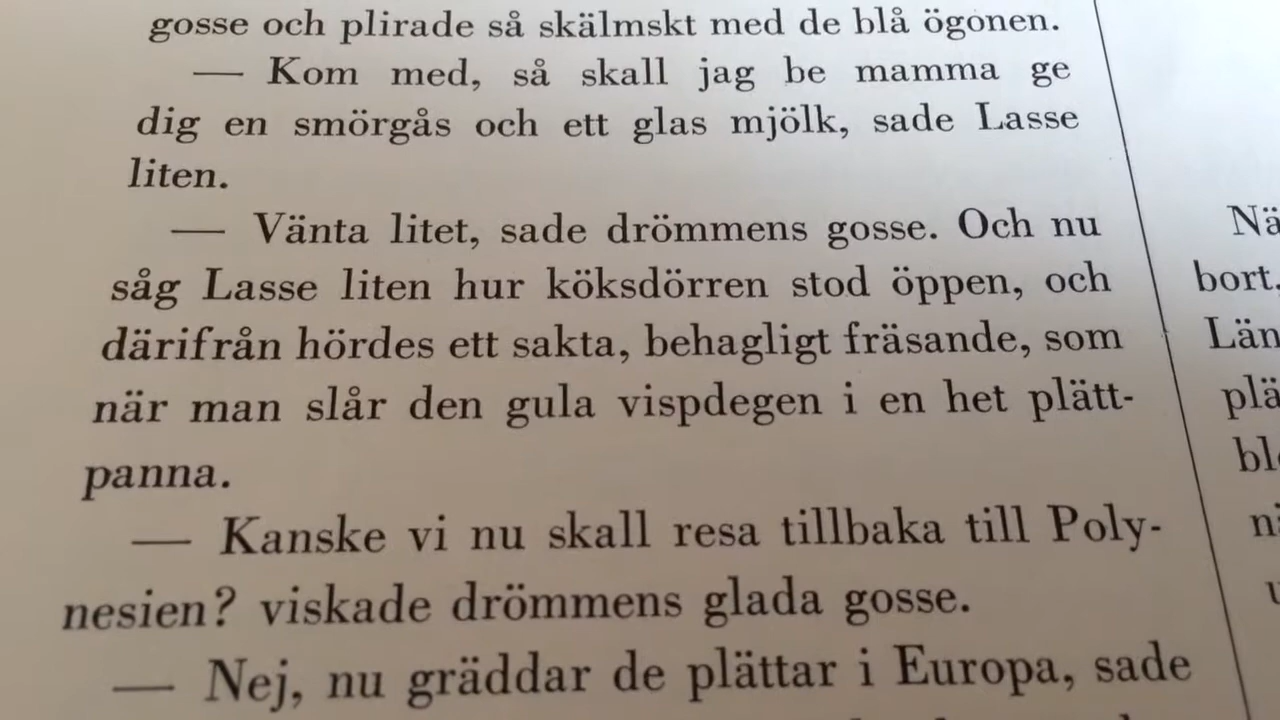 gosse och plirade så skälmskt med de blå ögonen.
— Kom med, så skall jag be mamma ge
dig en smörgås och ett glas mjölk, sade Lasse
liten.
— Vänta litet, sade drömmens gosse. Och nu
såg Lasse liten hur köksdörren stod öppen, och
därifrån hördes ett sakta, behagligt fräsande, som
när man slår den gula vispdegen i en het plätt-
panna.
— Kanske vi nu skall resa tillbaka till Poly-
nesien? viskade drömmens glada gosse.
— Nej, nu gräddar de plättar i Europa, sade
bort.